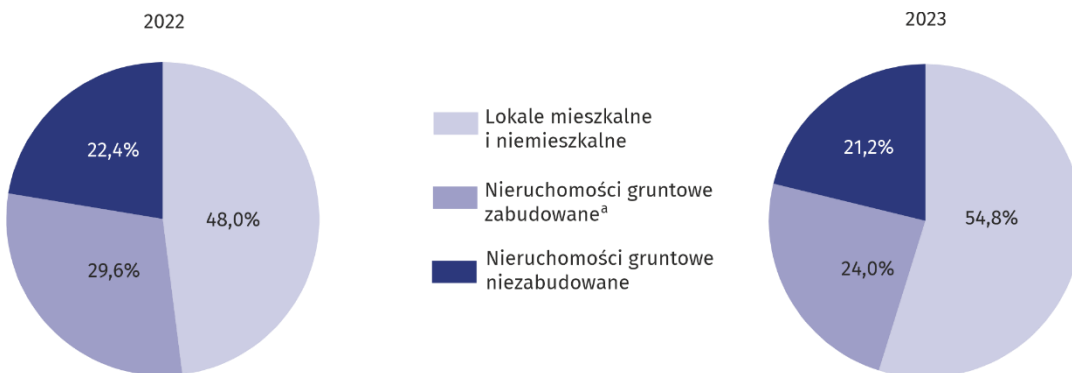 2022
22,4%
48,0%
29,6%
Lokale mieszkalne
i niemieszkalne
Nieruchomości gruntowe
zabudowaneᵃ
Nieruchomości gruntowe
niezabudowane
2023
21,2%
54,8%
24,0%